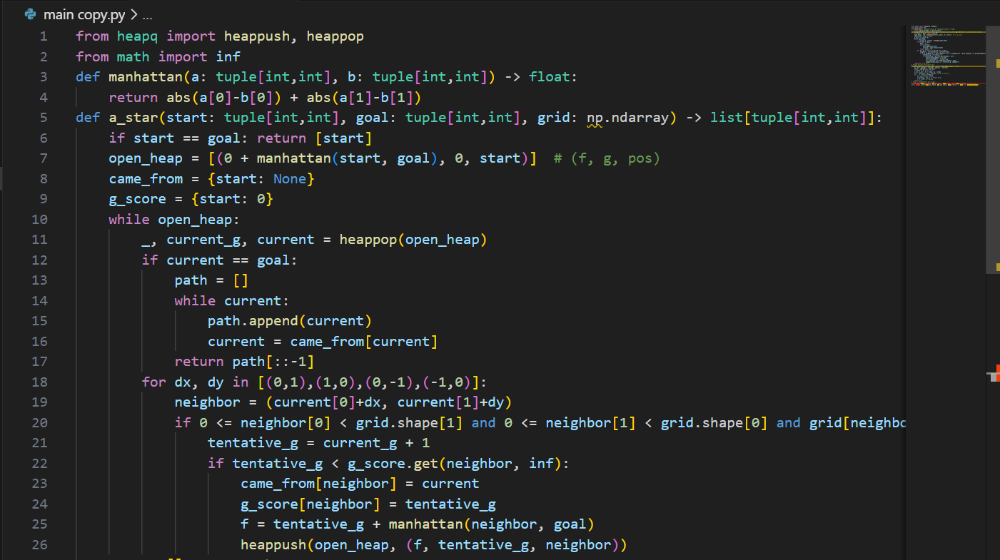 main copy.py > ...
1 from heapq import heappush, heappop
2 from math import inf
3 def manhattan(a: tuple[int,int], b: tuple[int,int]) -> float:
4     return abs(a[0]-b[0]) + abs(a[1]-b[1])
5 def a_star(start: tuple[int,int], goal: tuple[int,int], grid: np.ndarray) -> list[tuple[int,int]]:
6     if start == goal: return [start]
7     open_heap = [(0 + manhattan(start, goal), 0, start)]  # (f, g, pos)
8     came_from = {start: None}
9     g_score = {start: 0}
10     while open_heap:
11         _, current_g, current = heappop(open_heap)
12         if current == goal:
13             path = []
14             while current:
15                 path.append(current)
16                 current = came_from[current]
17             return path[::-1]
18         for dx, dy in [(0,1),(1,0),(0,-1),(-1,0)]:
19             neighbor = (current[0]+dx, current[1]+dy)
20             if 0 <= neighbor[0] < grid.shape[1] and 0 <= neighbor[1] < grid.shape[0] and grid[neighbo
21                 tentative_g = current_g + 1
22                 if tentative_g < g_score.get(neighbor, inf):
23                     came_from[neighbor] = current
24                     g_score[neighbor] = tentative_g
25                     f = tentative_g + manhattan(neighbor, goal)
26                     heappush(open_heap, (f, tentative_g, neighbor))